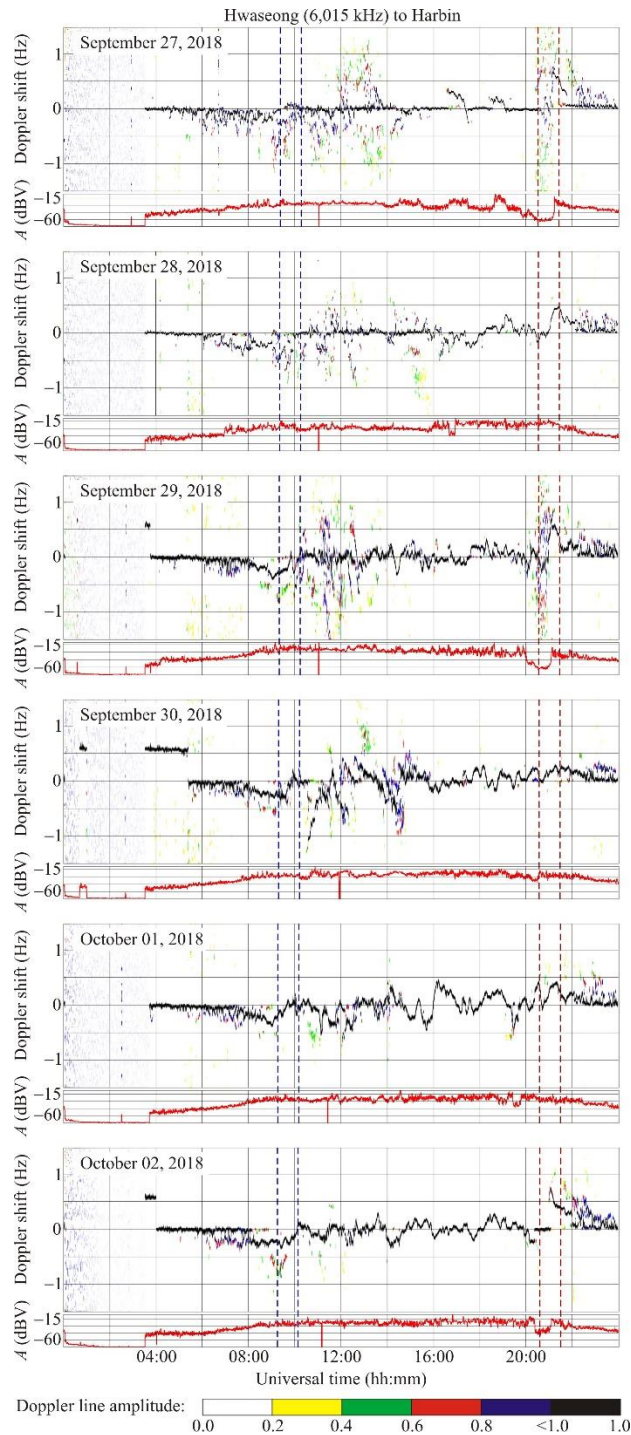 Hwaseong (6,015 kHz) to Harbin
September 27, 2018
Doppler shift (Hz)
1
0
−1
A (dBV)
−15
−60
September 28, 2018
Doppler shift (Hz)
1
0
−1
A (dBV)
−15
−60
September 29, 2018
Doppler shift (Hz)
1
0
−1
A (dBV)
−15
−60
September 30, 2018
Doppler shift (Hz)
1
0
−1
A (dBV)
−15
−60
October 01, 2018
Doppler shift (Hz)
1
0
−1
A (dBV)
−15
−60
October 02, 2018
Doppler shift (Hz)
1
0
−1
A (dBV)
−15
−60
04:00 08:00 12:00 16:00 20:00
Universal time (hh:mm)
Doppler line amplitude:
0.0 0.2 0.4 0.6 0.8 <1.0 1.0